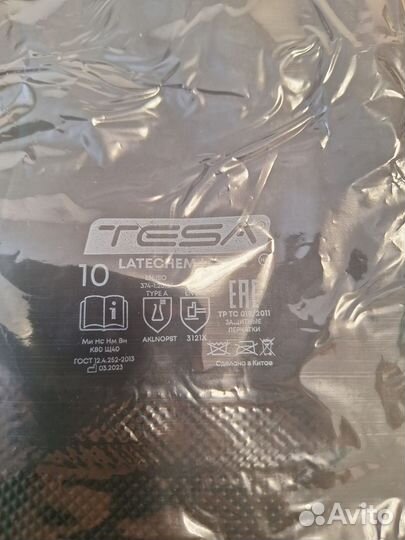 TESA
LATECHEM
10
EN ISO
374-1:20
TYPE A
AKLNOPST
EN
3121X
EAC
ТР ТС 019/2011
ЗАЩИТНЫЕ
ПЕРЧАТКИ
i
Ми Нс Нм Вн
К80 Щ40
ГОСТ 12.4.252-2013
03.2023
Сделано в Китае
Avito